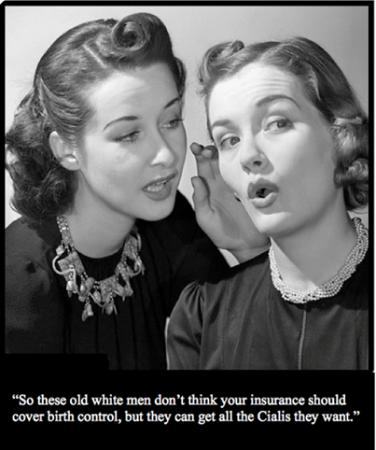 “So these old white men don’t think your insurance should
cover birth control, but they can get all the Cialis they want.”